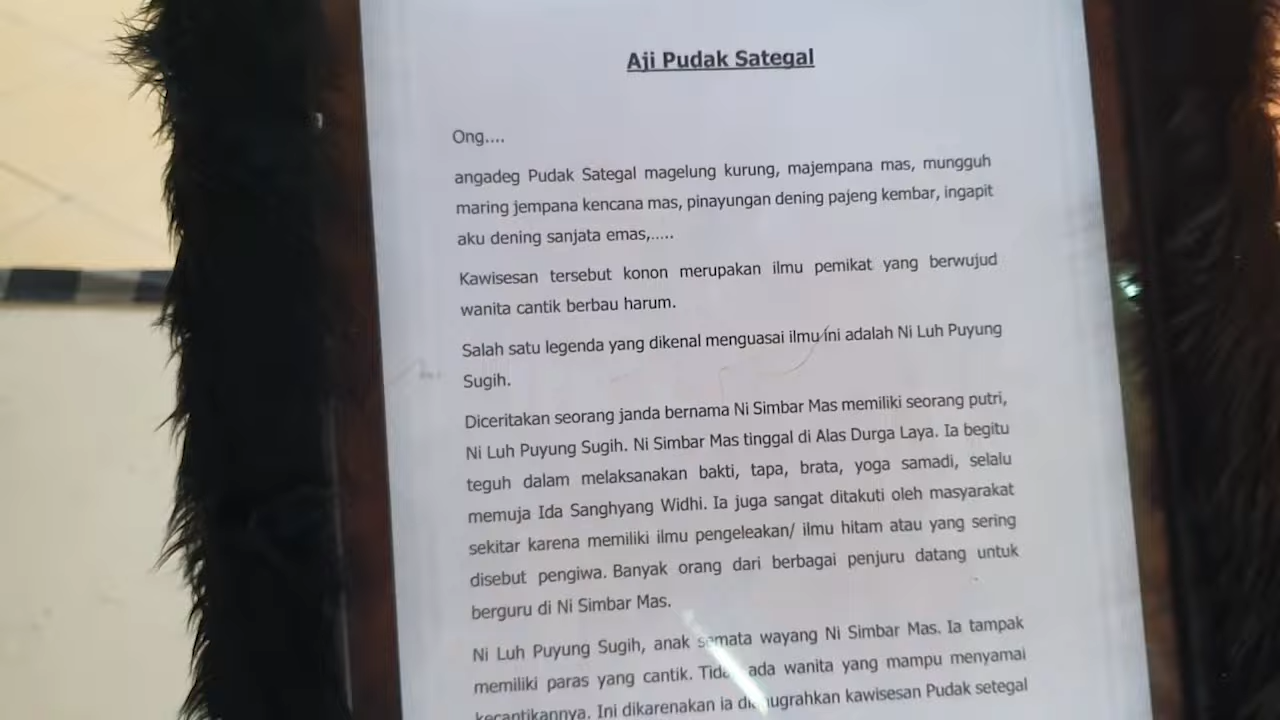 Aji Pudak Sategal
Ong....
angadeg Pudak Sategal magelung kurung, majempana mas, mungguh
maring jempana kencana mas, pinayungan dening pajeng kembar, ingapit
aku dening sanjata emas,.....
Kawisesan tersebut konon merupakan ilmu pemikat yang berwujud
wanita cantik berbau harum.
Salah satu legenda yang dikenal menguasai ilmu ini adalah Ni Luh Puyung
Sugih.
Diceritakan seorang janda bernama Ni Simbar Mas memiliki seorang putri,
Ni Luh Puyung Sugih. Ni Simbar Mas tinggal di Alas Durga Laya. Ia begitu
teguh dalam melaksanakan bakti, tapa, brata, yoga samadi, selalu
memuja Ida Sanghyang Widhi. Ia juga sangat ditakuti oleh masyarakat
sekitar karena memiliki ilmu pengeleakan/ ilmu hitam atau yang sering
disebut pengiwa. Banyak orang dari berbagai penjuru datang untuk
berguru di Ni Simbar Mas.
Ni Luh Puyung Sugih, anak semata wayang Ni Simbar Mas. Ia tampak
memiliki paras yang cantik. Tidak ada wanita yang mampu menyamai
kecantikannya. Ini dikarenakan ia dianugrahkan kawisesan Pudak setegal